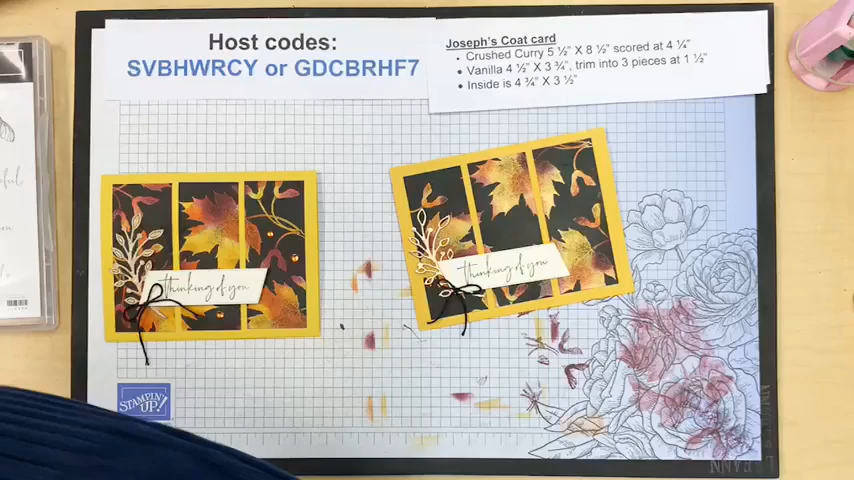 Host codes:
SVBHWRCY or GDCBRHF7
Joseph's Coat card
• Crushed Curry 5 ½" X 8 ½" scored at 4 ¼"
• Vanilla 4 ½" X 3 ¾", trim into 3 pieces at 1 ½"
• Inside is 4 ¾" X 3 ½"
thinking of you
thinking of you
STAMPIN' UP!